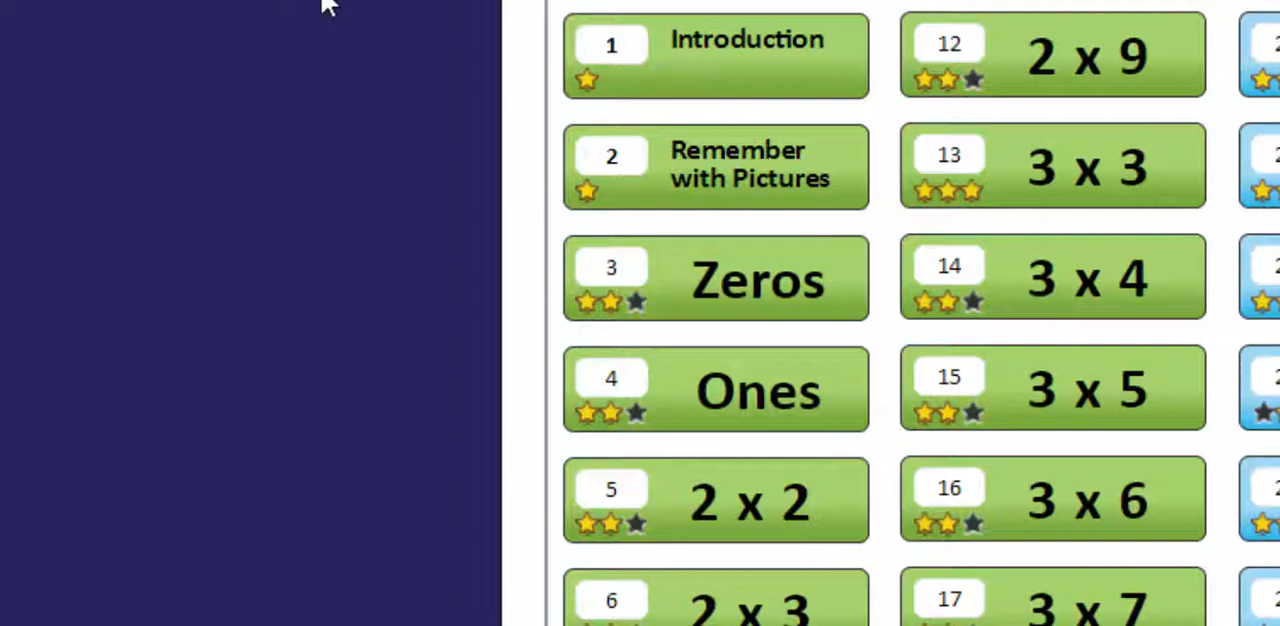 1
Introduction
2
Remember
with Pictures
3
Zeros
4
Ones
5
2 x 2
6
2 x 3
12
2 x 9
13
3 x 3
14
3 x 4
15
3 x 5
16
3 x 6
17
3 x 7